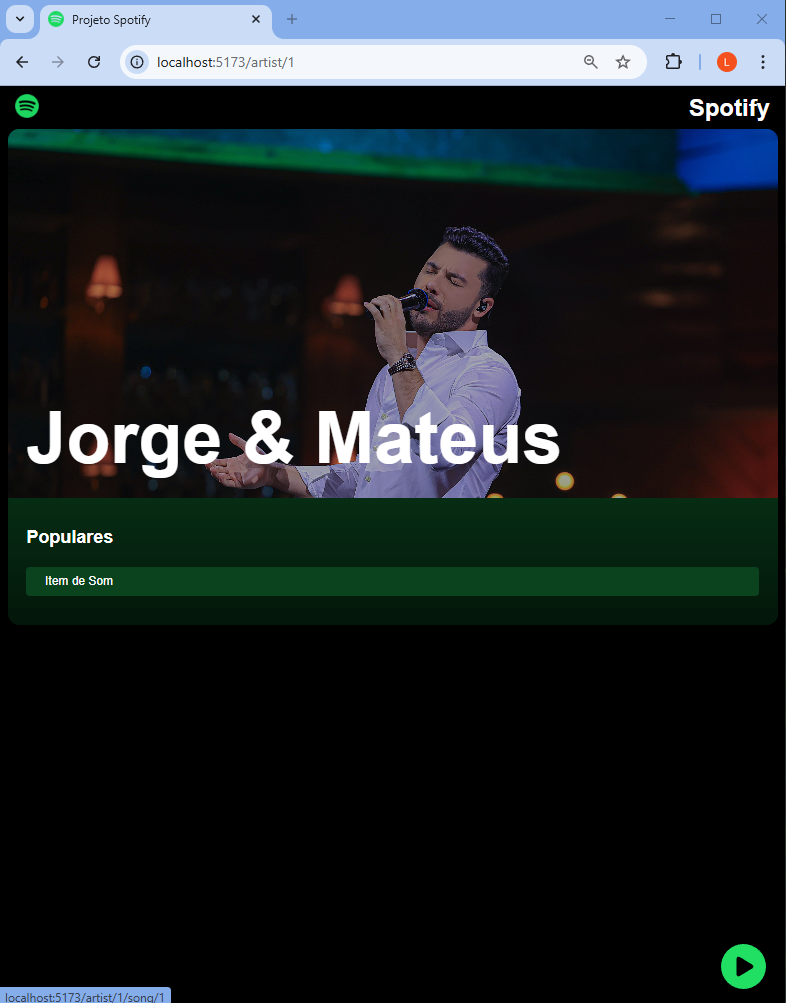 Projeto Spotify
localhost:5173/artist/1
L
Spotify
Jorge & Mateus
Populares
Item de Som
localhost:5173/artist/1/song/1